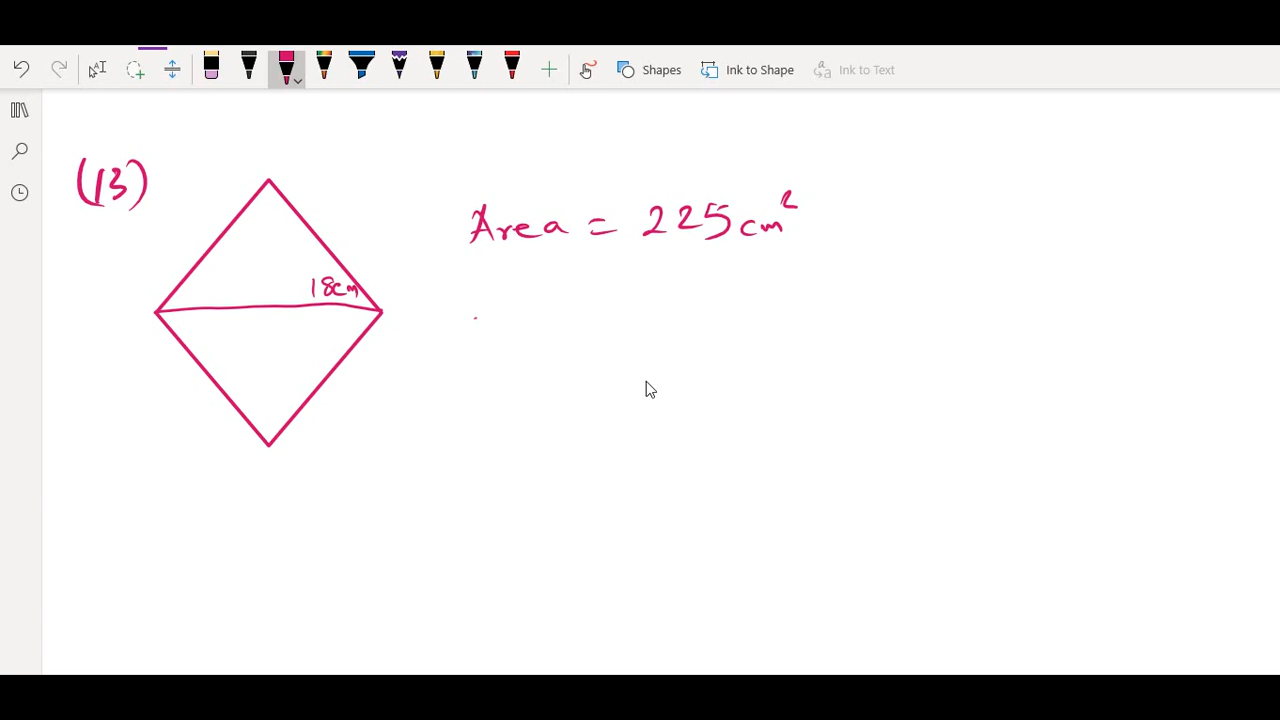 Shapes
Ink to Shape
Ink to Text
(13)
Area = 225cm²
18cm